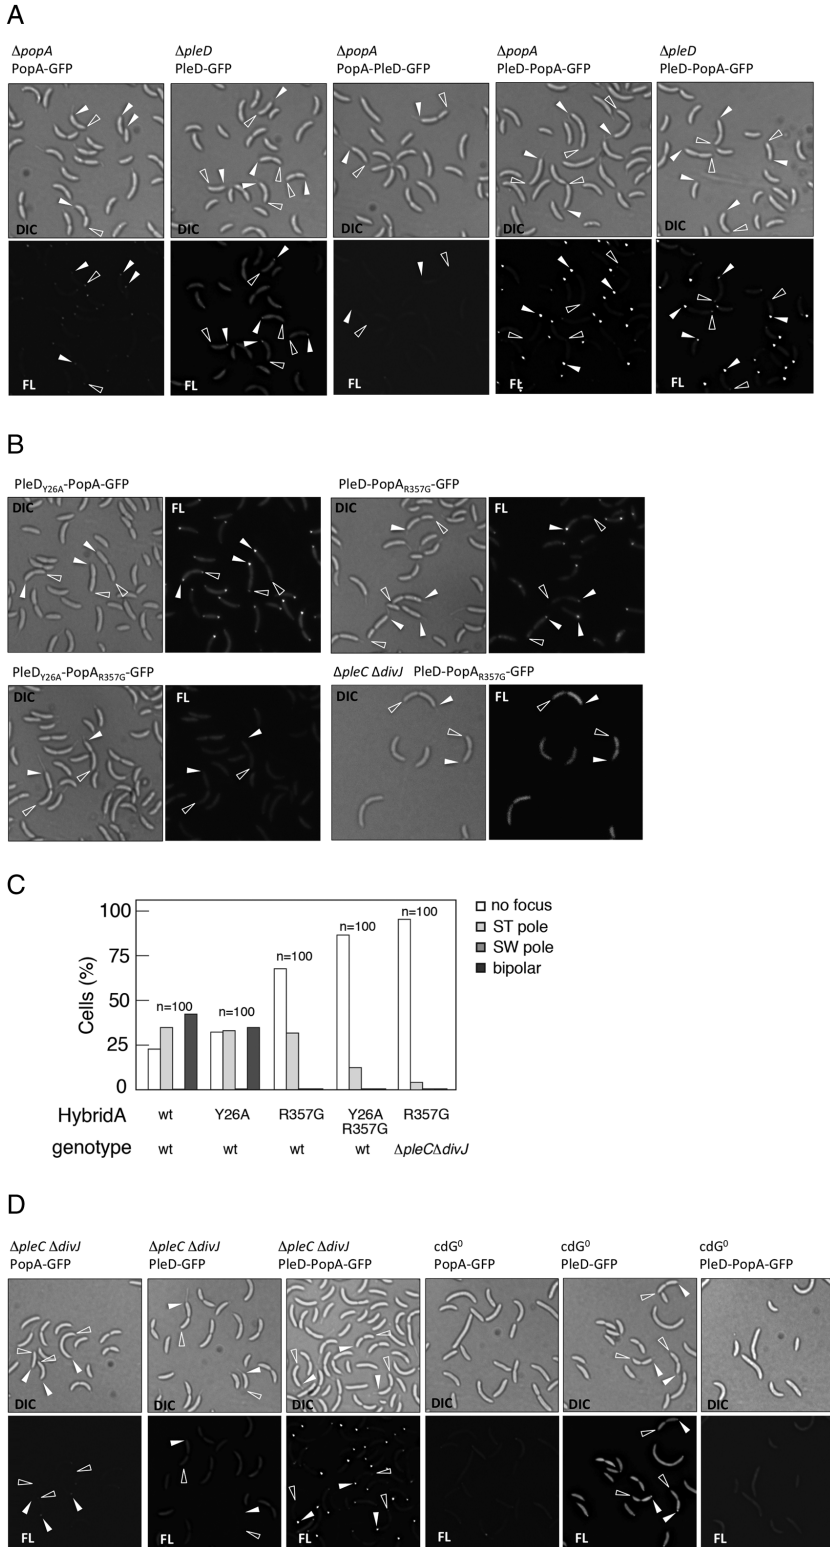 A
ΔpopA
PopA-GFP
ΔpleD
PleD-GFP
ΔpopA
PopA-PleD-GFP
ΔpopA
PleD-PopA-GFP
ΔpleD
PleD-PopA-GFP
DIC
DIC
DIC
DIC
DIC
FL
FL
FL
FL
FL
B
PleDY26A-PopA-GFP
PleD-PopAR357G-GFP
DIC
FL
DIC
FL
PleDY26A-PopAR357G-GFP
ΔpleC ΔdivJ PleD-PopAR357G-GFP
DIC
FL
DIC
FL
C
Cells (%)
100
75
50
25
0
n=100
n=100
n=100
n=100
n=100
no focus
ST pole
SW pole
bipolar
HybridA wt Y26A R357G Y26A R357G R357G
genotype wt wt wt wt ΔpleCΔdivJ
D
ΔpleC ΔdivJ
PopA-GFP
ΔpleC ΔdivJ
PleD-GFP
ΔpleC ΔdivJ
PleD-PopA-GFP
cdG0
PopA-GFP
cdG0
PleD-GFP
cdG0
PleD-PopA-GFP
DIC
DIC
DIC
DIC
DIC
DIC
FL
FL
FL
FL
FL
FL